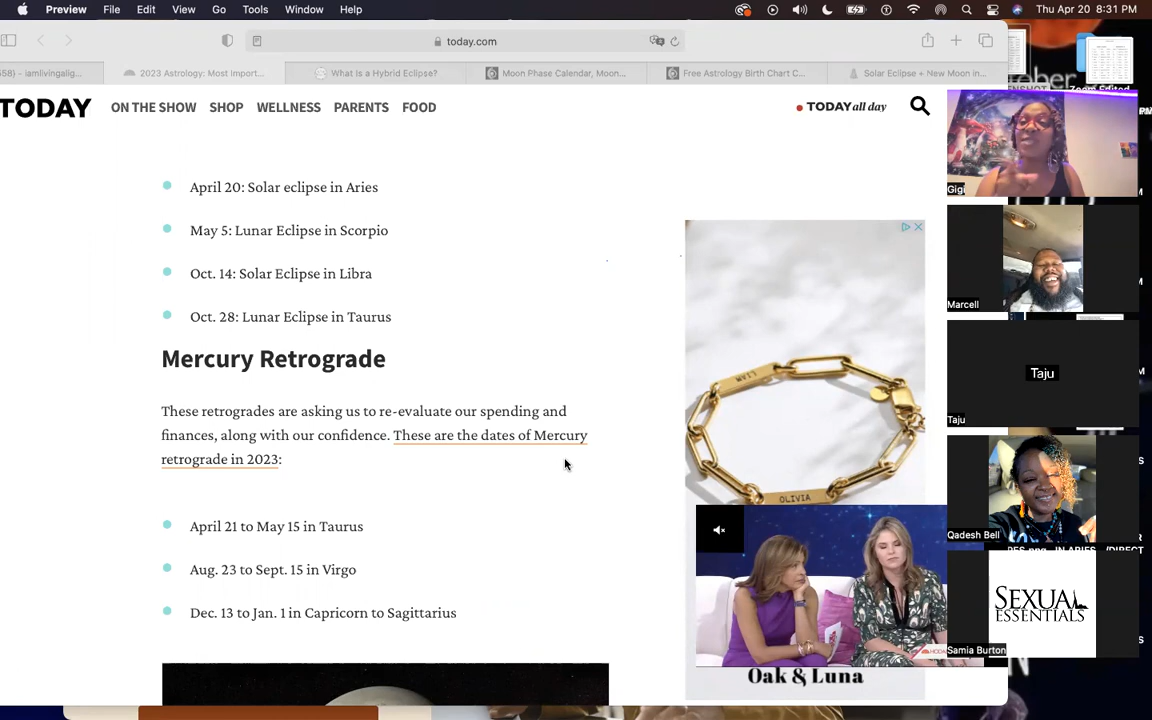 Preview File Edit View Go Tools Window Help Thu Apr 20 8:31 PM
today.com
58) - iamlivingalig... 2023 Astrology: Most Import... What Is a Hybrid Eclipse? Moon Phase Calendar, Moon... Free Astrology Birth Chart C... Solar Eclipse + New Moon in...
TODAY ON THE SHOW SHOP WELLNESS PARENTS FOOD TODAY all day
April 20: Solar eclipse in Aries
May 5: Lunar Eclipse in Scorpio
Oct. 14: Solar Eclipse in Libra
Oct. 28: Lunar Eclipse in Taurus
Mercury Retrograde
These retrogrades are asking us to re-evaluate our spending and
finances, along with our confidence. These are the dates of Mercury
retrograde in 2023:
April 21 to May 15 in Taurus
Aug. 23 to Sept. 15 in Virgo
Dec. 13 to Jan. 1 in Capricorn to Sagittarius
LIAM
OLIVIA
Oak & Luna
Gigi
Marcell
Taju
Taju
Qadesh Bell
SEXUAL
ESSENTIALS
Samia Burton